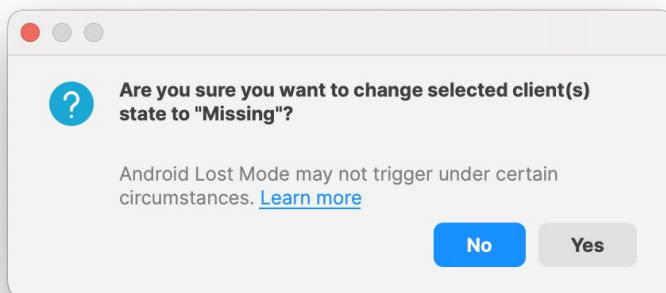 ?
Are you sure you want to change selected client(s)
state to "Missing"?
Android Lost Mode may not trigger under certain
circumstances. Learn more
No
Yes